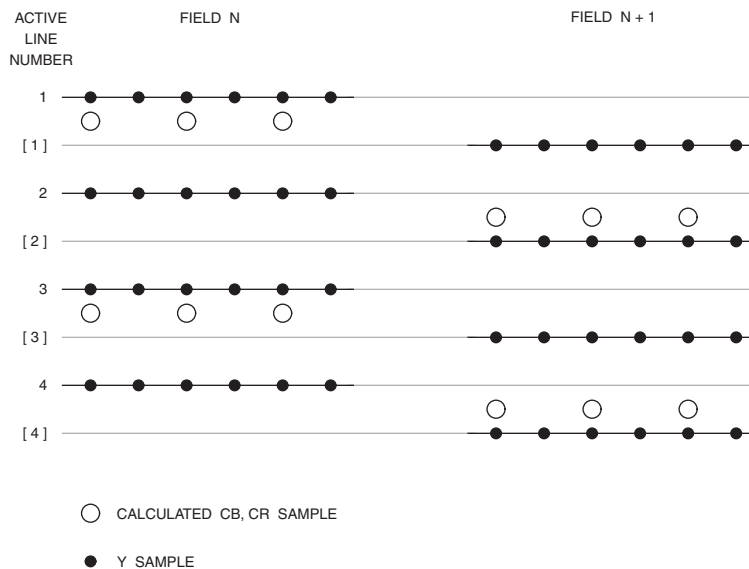 ACTIVE
LINE
NUMBER
FIELD N
FIELD N + 1
1
[ 1 ]
2
[ 2 ]
3
[ 3 ]
4
[ 4 ]
CALCULATED CB, CR SAMPLE
Y SAMPLE